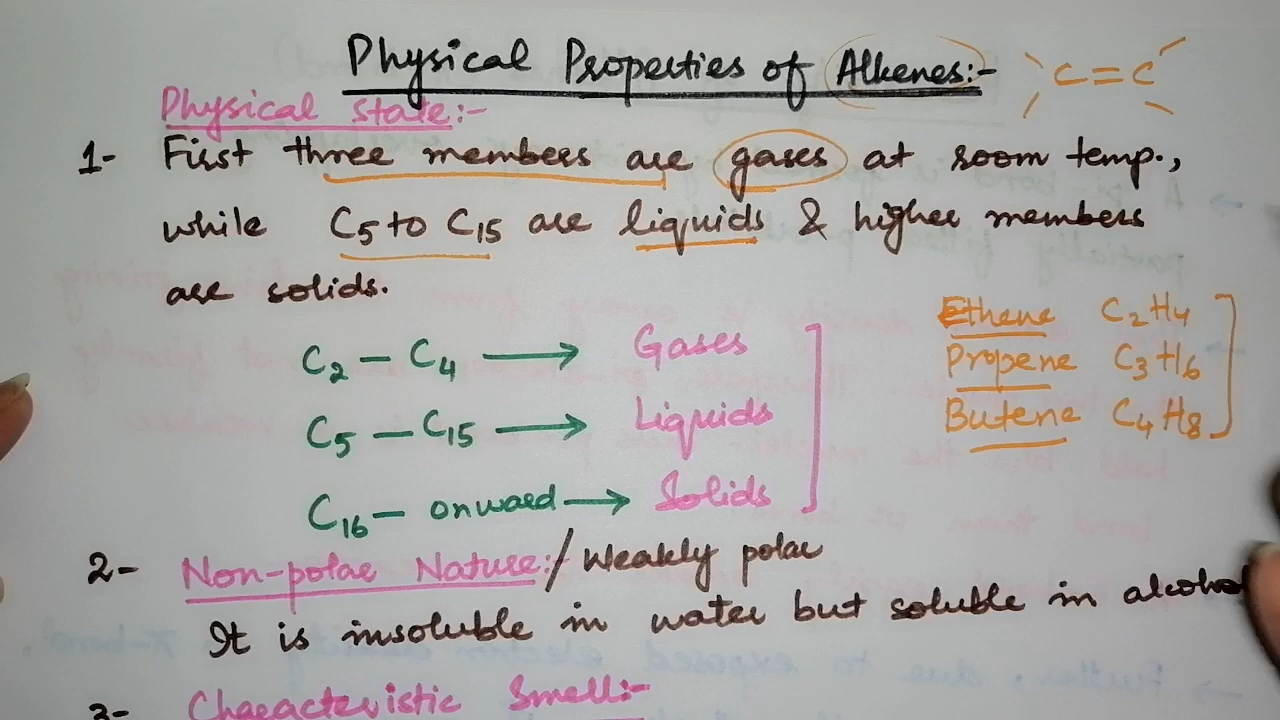 Physical Properties of Alkenes:-
C=C
Physical state:-
1- First three members are gases at room temp.,
while C5 to C15 are liquids & higher members
are solids.
C2 — C4 → Gases
C5 — C15 → Liquids
C16 — onward → Solids
Ethene C2H4
Propene C3H6
Butene C4H8
2- Non-polar Nature:/ Weakly polar
It is insoluble in water but soluble in
3- Characteristic Smell:-